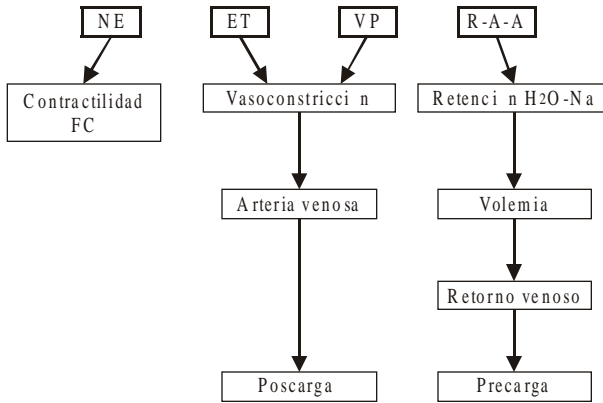 NE
ET
VP
R-A-A
Contractilidad
FC
Vasoconstricci n
Retenci n H2O-Na
Arteria venosa
Volemia
Retorno venoso
Poscarga
Precarga